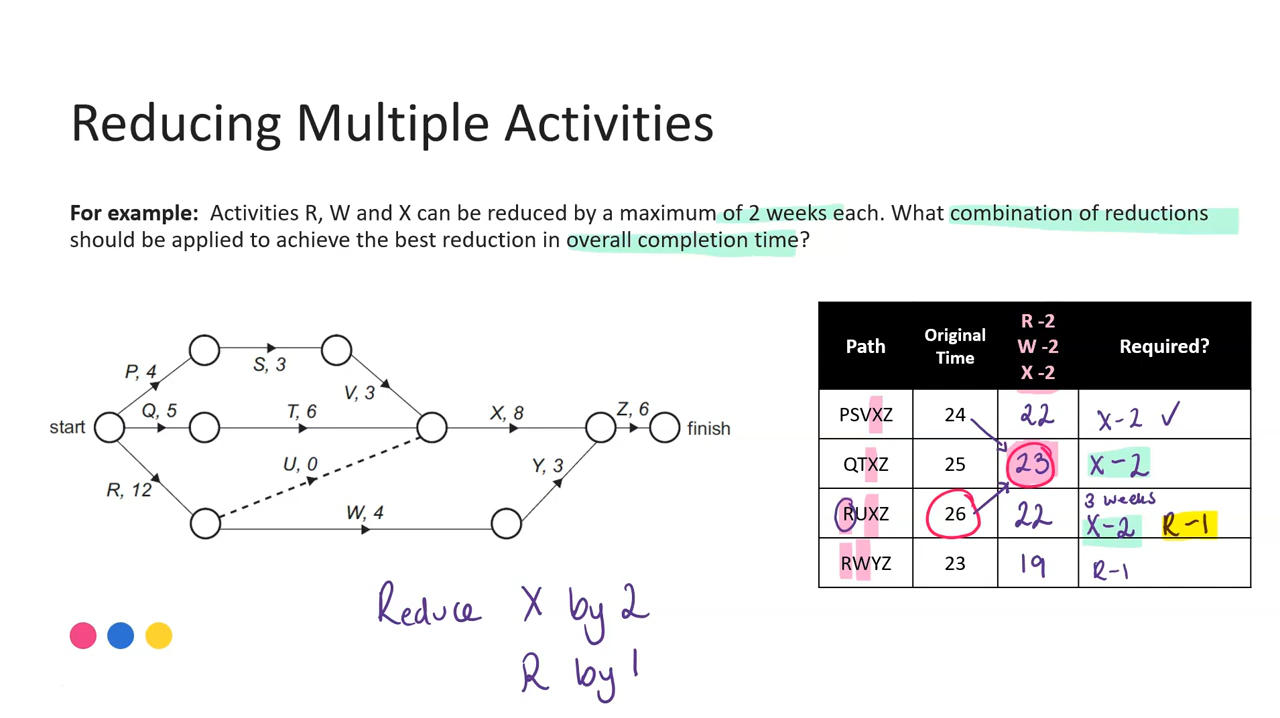 Reducing Multiple Activities
For example: Activities R, W and X can be reduced by a maximum of 2 weeks each. What combination of reductions
should be applied to achieve the best reduction in overall completion time?
P, 4
S, 3
V, 3
start
Q, 5
T, 6
X, 8
Z, 6
finish
U, 0
Y, 3
R, 12
W, 4
Path Original Time R -2 W -2 X -2 Required?
PSVXZ 24 22 X-2 ✓
QTXZ 25 23 X-2
RUXZ 26 22 3 weeks X-2 R-1
RWYZ 23 19 R-1
Reduce X by 2
R by 1